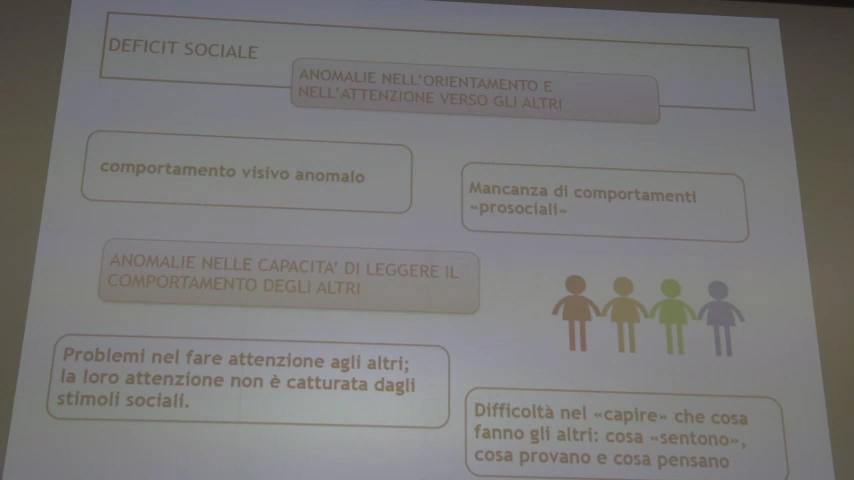 DEFICIT SOCIALE
ANOMALIE NELL'ORIENTAMENTO E
NELL'ATTENZIONE VERSO GLI ALTRI
comportamento visivo anomalo
Mancanza di comportamenti
«prosociali»
ANOMALIE NELLE CAPACITA' DI LEGGERE IL
COMPORTAMENTO DEGLI ALTRI
Problemi nel fare attenzione agli altri;
la loro attenzione non è catturata dagli
stimoli sociali.
Difficoltà nel «capire» che cosa
fanno gli altri: cosa «sentono»,
cosa provano e cosa pensano